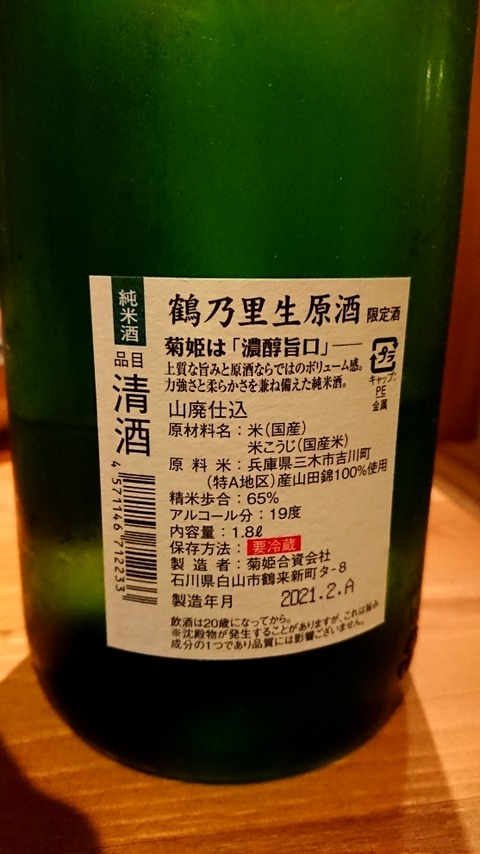 純米酒
品目
清酒
4571146712233
鶴乃里生原酒 限定酒
菊姫は「濃醇旨口」──
上質な旨みと原酒ならではのボリューム感。
力強さと柔らかさを兼ね備えた純米酒。
プラ
キャップ:
PE
金属
山廃仕込
原材料名:米(国産)
米こうじ(国産米)
原料米:兵庫県三木市吉川町
(特A地区)産山田錦100%使用
精米歩合:65%
アルコール分:19度
内容量:1.8ℓ
保存方法:要冷蔵
製造者:菊姫合資会社
石川県白山市鶴来新町タ-8
製造年月 2021.2.A
飲酒は20歳になってから。
※沈殿物が発生することがありますが、これは旨み
成分の1つであり品質には影響ございません。